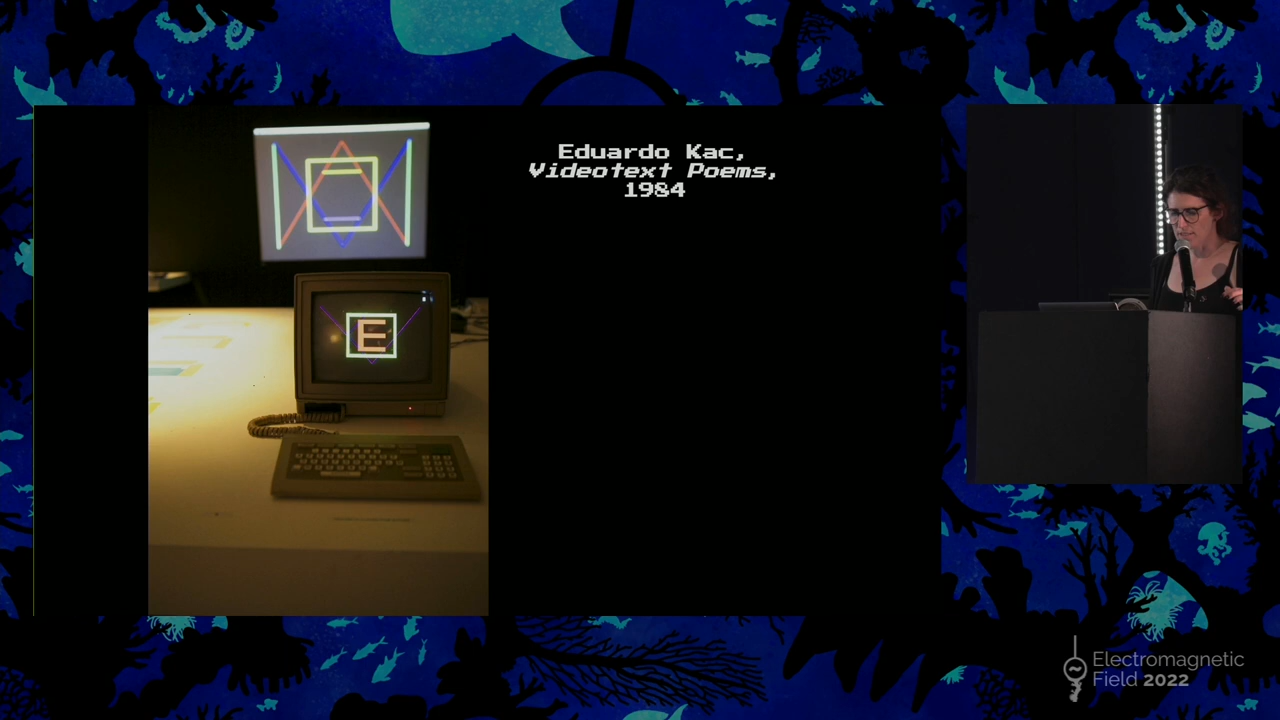 Eduardo Kac,
Videotext Poems,
1984
E
Electromagnetic
Field 2022